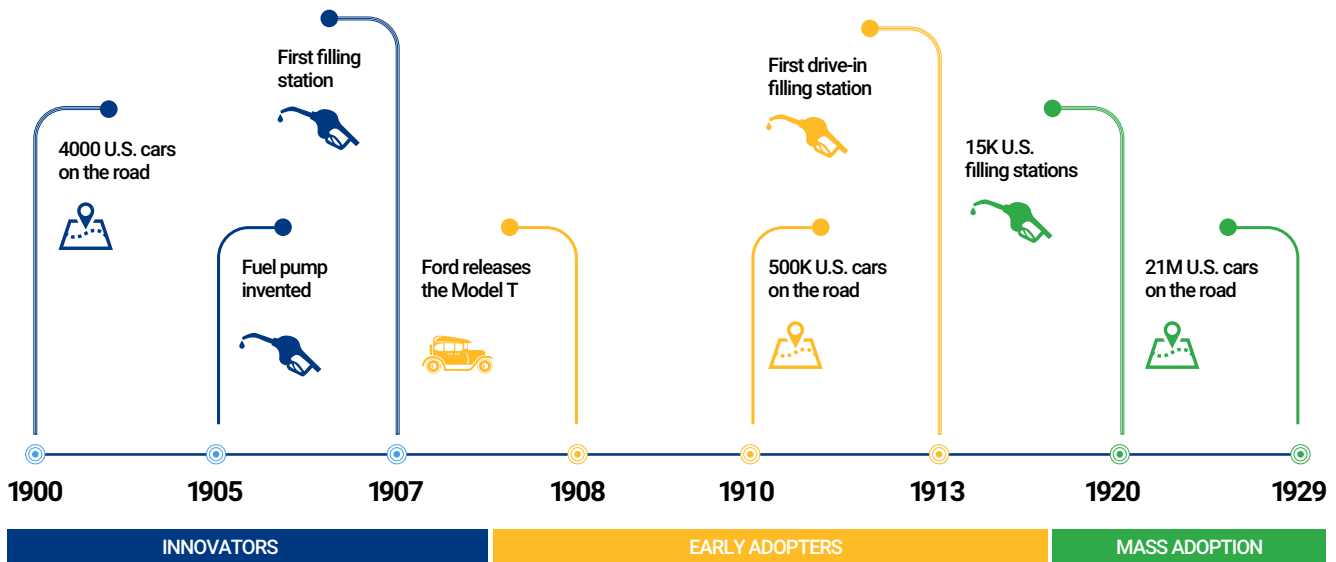 First filling
station
First drive-in
filling station
4000 U.S. cars
on the road
15K U.S.
filling stations
Fuel pump
invented
Ford releases
the Model T
500K U.S. cars
on the road
21M U.S. cars
on the road
1900
1905
1907
1908
1910
1913
1920
1929
INNOVATORS
EARLY ADOPTERS
MASS ADOPTION